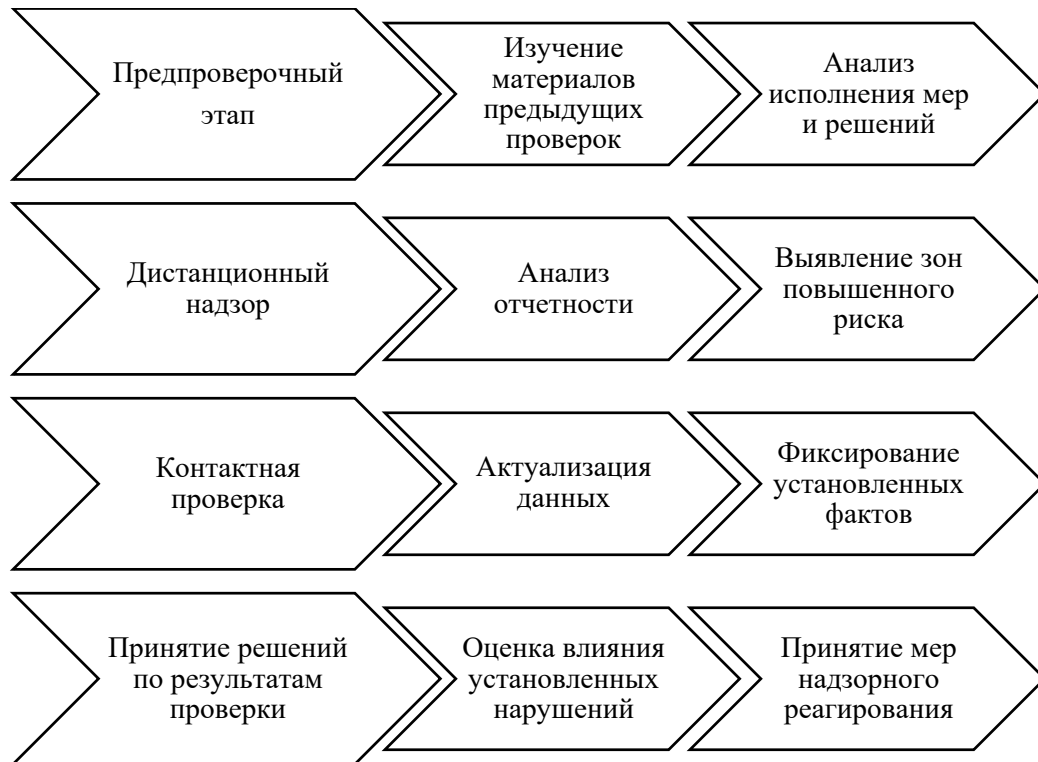 Предпроверочный
этап
Изучение
материалов
предыдущих
проверок
Анализ
исполнения мер
и решений
Дистанционный
надзор
Анализ
отчетности
Выявление зон
повышенного
риска
Контактная
проверка
Актуализация
данных
Фиксирование
установленных
фактов
Принятие решений
по результатам
проверки
Оценка влияния
установленных
нарушений
Принятие мер
надзорного
реагирования